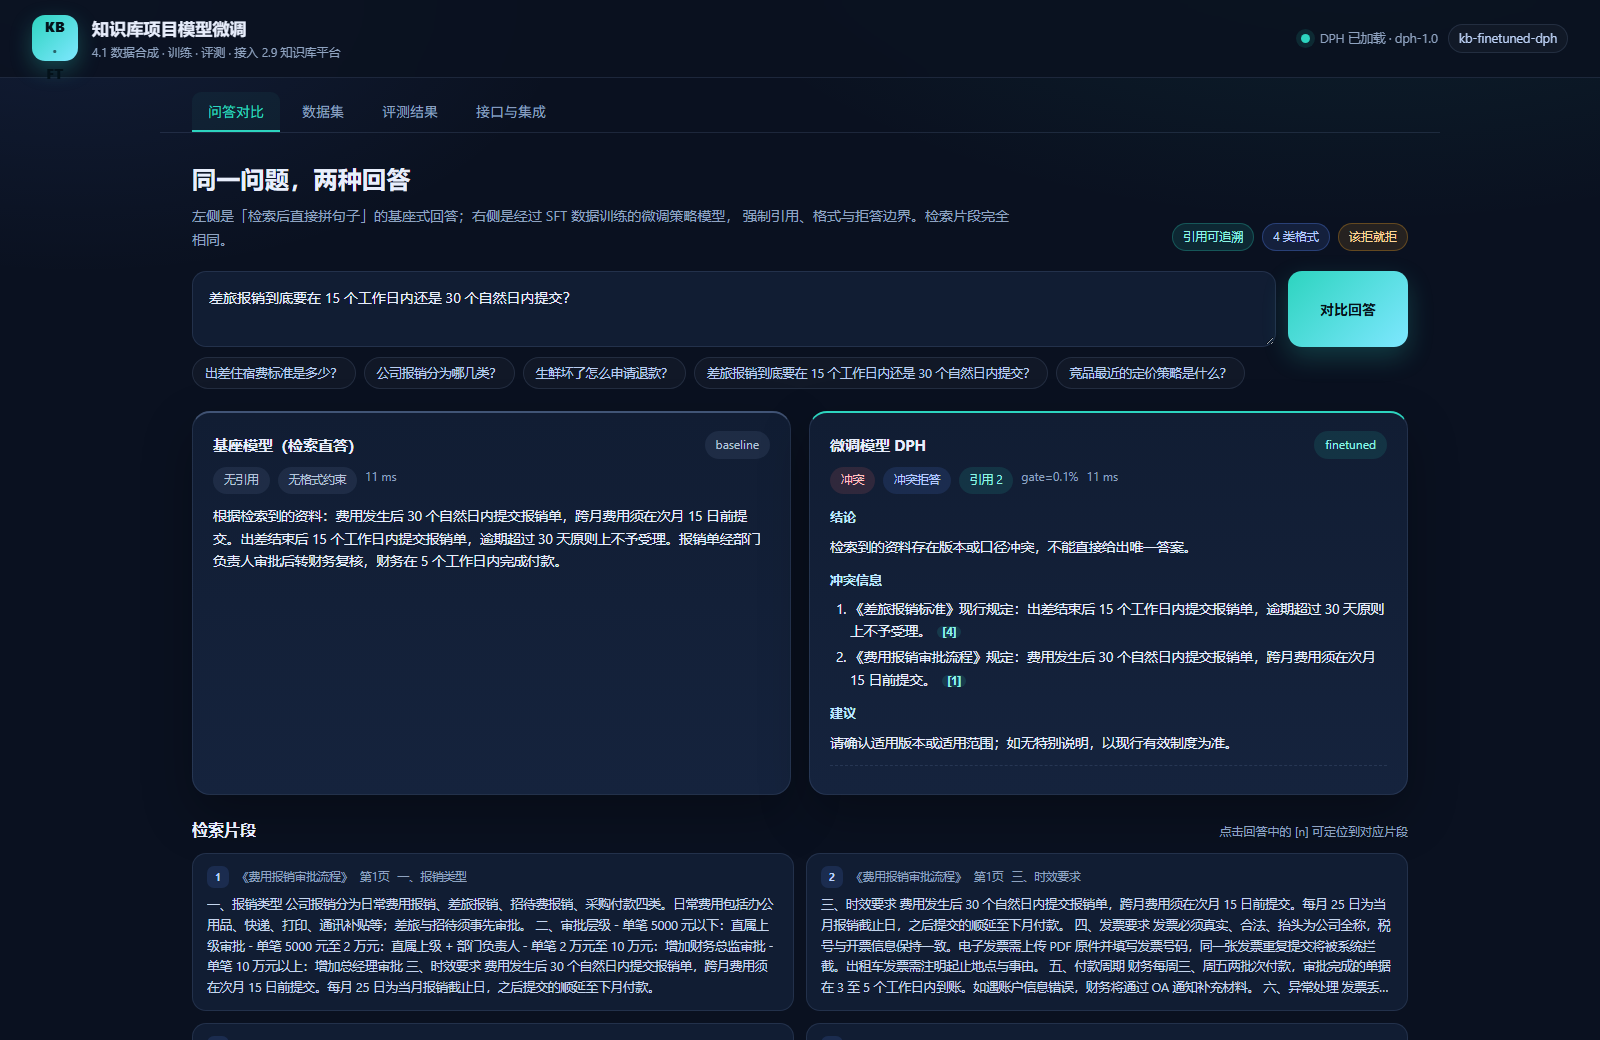 KB
·
FT
知识库项目模型微调
4.1 数据合成 · 训练 · 评测 · 接入 2.9 知识库平台
DPH 已加载 · dph-1.0
kb-finetuned-dph
问答对比
数据集
评测结果
接口与集成
同一问题，两种回答
左侧是「检索后直接拼句子」的基座式回答；右侧是经过 SFT 数据训练的微调策略模型， 强制引用、格式与拒答边界。检索片段完全
相同。
引用可追溯
4 类格式
该拒就拒
差旅报销到底要在 15 个工作日内还是 30 个自然日内提交？
对比回答
出差住宿费标准是多少？
公司报销分为哪几类？
生鲜坏了怎么申请退款？
差旅报销到底要在 15 个工作日内还是 30 个自然日内提交？
竞品最近的定价策略是什么？
基座模型（检索直答）
baseline
无引用
无格式约束
11 ms
根据检索到的资料：费用发生后 30 个自然日内提交报销单，跨月费用须在次月 15 日前提
交。出差结束后 15 个工作日内提交报销单，逾期超过 30 天原则上不予受理。报销单经部门
负责人审批后转财务复核，财务在 5 个工作日内完成付款。
微调模型 DPH
finetuned
冲突
冲突拒答
引用 2
gate=0.1%
11 ms
结论
检索到的资料存在版本或口径冲突，不能直接给出唯一答案。
冲突信息
1. 《差旅报销标准》现行规定：出差结束后 15 个工作日内提交报销单，逾期超过 30 天原则
上不予受理。 [4]
2. 《费用报销审批流程》规定：费用发生后 30 个自然日内提交报销单，跨月费用须在次月
15 日前提交。 [1]
建议
请确认适用版本或适用范围；如无特别说明，以现行有效制度为准。
检索片段
点击回答中的 [n] 可定位到对应片段
1
《费用报销审批流程》 第1页 一、报销类型
一、报销类型 公司报销分为日常费用报销、差旅报销、招待费报销、采购付款四类。日常费用包括办公
用品、快递、打印、通讯补贴等；差旅与招待须事先审批。 二、审批层级 - 单笔 5000 元以下：直属上
级审批 - 单笔 5000 元至 2 万元：直属上级 + 部门负责人 - 单笔 2 万元至 10 万元：增加财务总监审批 -
单笔 10 万元以上：增加总经理审批 三、时效要求 费用发生后 30 个自然日内提交报销单，跨月费用须
在次月 15 日前提交。每月 25 日为当月报销截止日，之后提交的顺延至下月付款。
2
《费用报销审批流程》 第1页 三、时效要求
三、时效要求 费用发生后 30 个自然日内提交报销单，跨月费用须在次月 15 日前提交。每月 25 日为当
月报销截止日，之后提交的顺延至下月付款。 四、发票要求 发票必须真实、合法、抬头为公司全称，税
号与开票信息保持一致。电子发票需上传 PDF 原件并填写发票号码，同一张发票重复提交将被系统拦
截。出租车发票需注明起止地点与事由。 五、付款周期 财务每周三、周五两批次付款，审批完成的单据
在 3 至 5 个工作日内到账。如遇账户信息错误，财务将通过 OA 通知补充材料。 六、异常处理 发票丢...